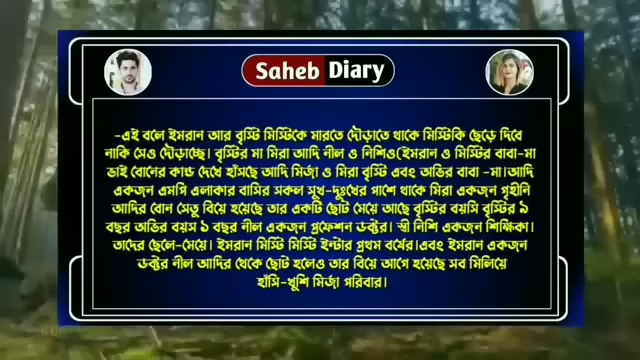 Saheb Diary
-এই বলে ইমরান আর বৃস্টি মিস্টিকে মারতে দৌড়াতে থাকে মিস্টিকি ছেড়ে দিবে
নাকি সেও দৌড়াচ্ছে। বৃস্টির মা মিরা আদি নীল ও নিশিও(ইমরান ও মিস্টির বাবা-মা
ভাই বোনের কান্ড দেখে হাঁসছে আদি মির্জা ও মিরা বৃস্টি এবং অভির বাবা -মা।আদি
একজন এমপি এলাকার বাসির সকল সুখ-দুঃখের পাশে থাকে মিরা একজন গৃহীনি
আদির বোন সেতু বিয়ে হয়েছে তার একটি ছোট মেয়ে আছে বৃস্টির বয়সি বৃস্টির ৯
বছর অভির বয়স ১ বছর নীল একজন প্রফেশন ডক্টর। স্ত্রী নিশি একজন শিক্ষিকা।
তাদের ছেলে-মেয়ে। ইমরান মিস্টি মিস্টি ইন্টার প্রথম বর্ষের।এবং ইমরান একজন
ডক্টর নীল আদির থেকে ছোট হলেও তার বিয়ে আগে হয়েছে সব মিলিয়ে
হাঁসি-খুশি মির্জা পরিবার।